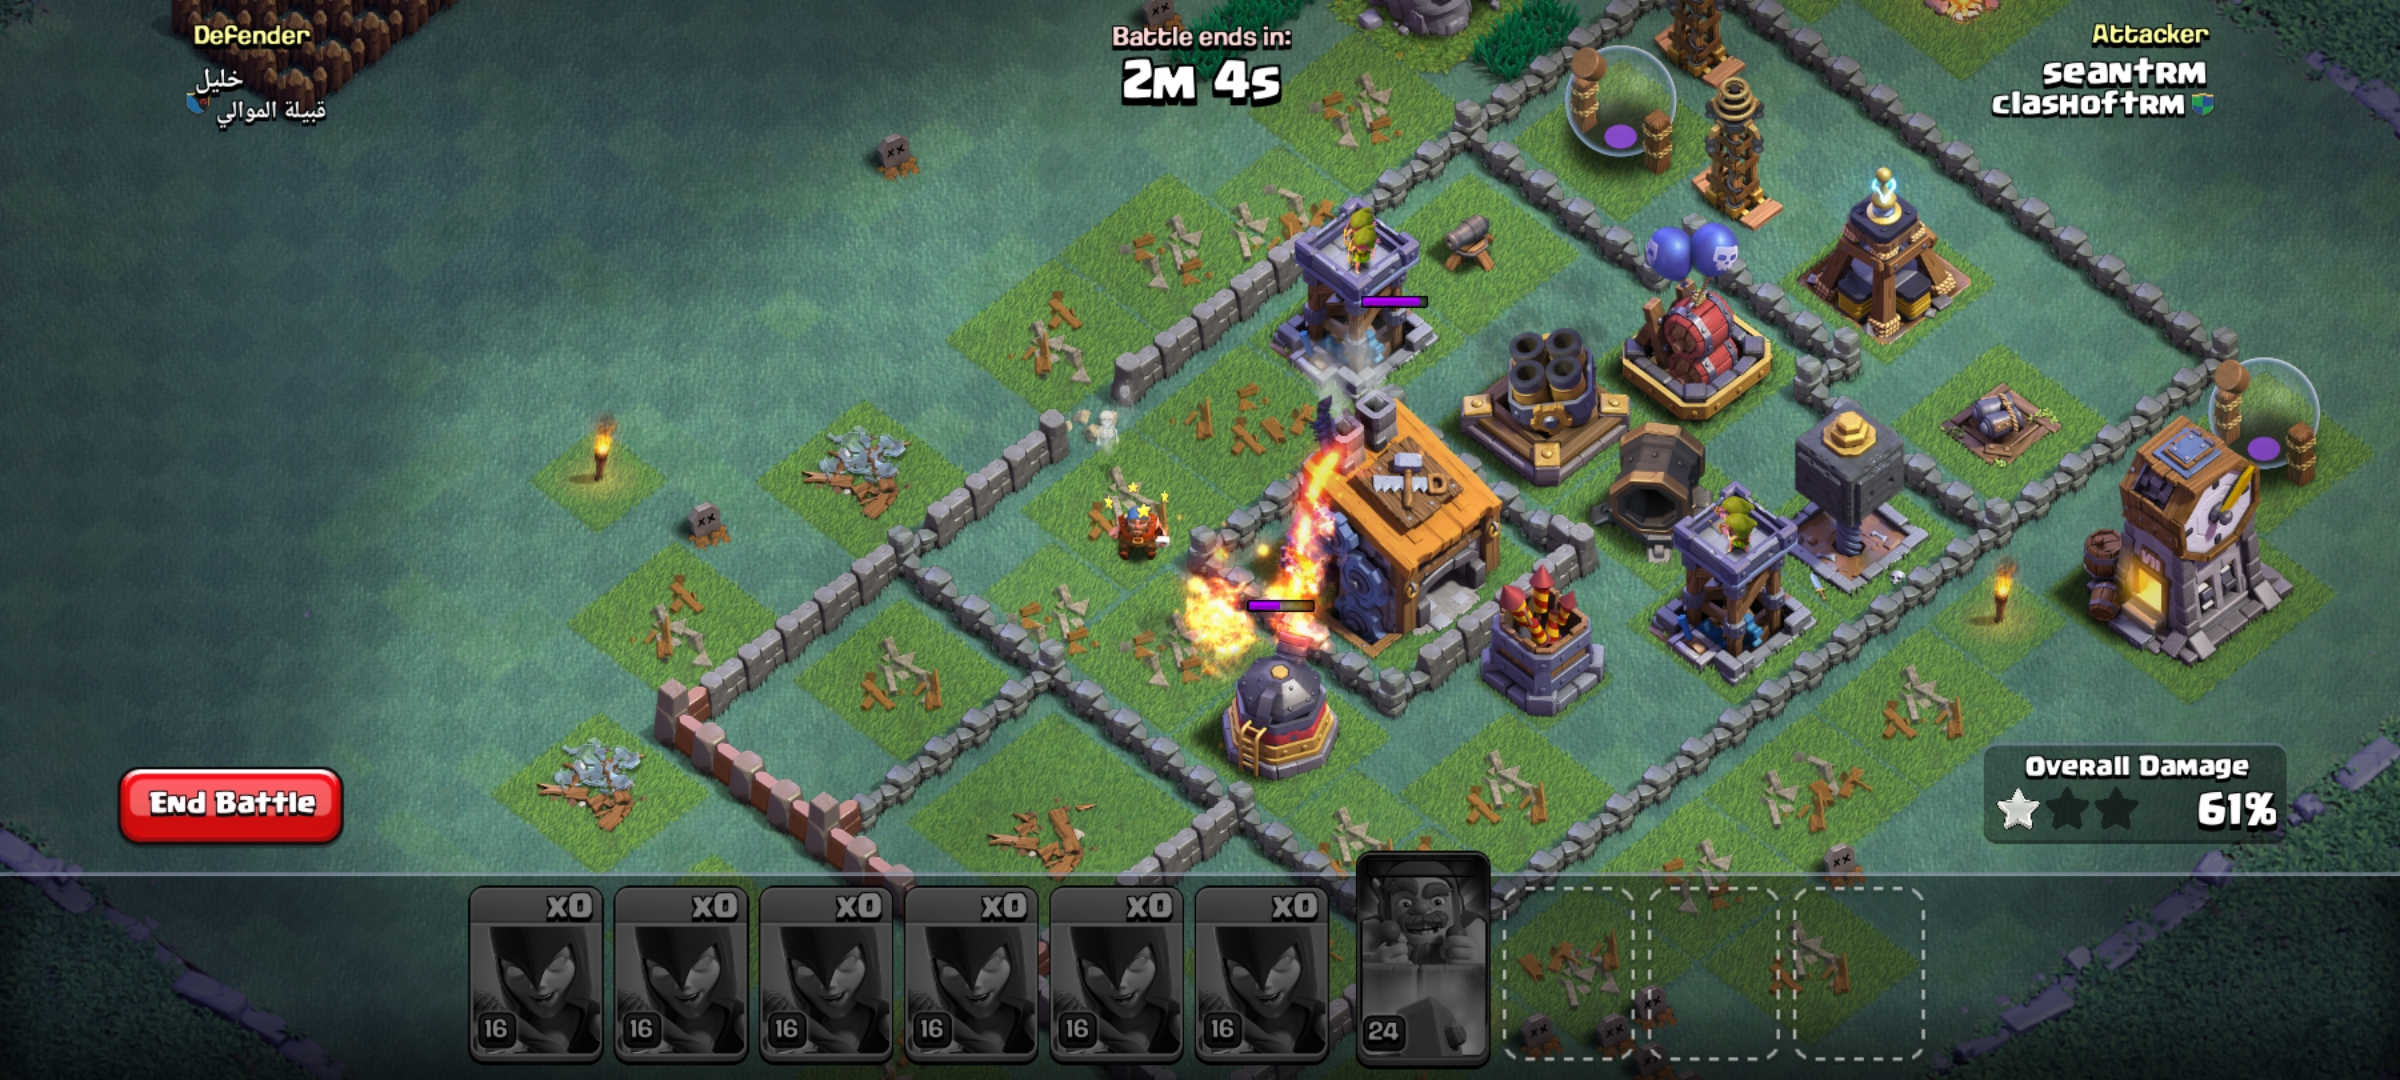 Defender
خليل
قبيلة الموالي
Battle ends in:
2M 4S
Attacker
seantRM
clashoftRM
End Battle
Overall Damage
61%
x0
x0
x0
x0
x0
x0
16
16
16
16
16
16
24